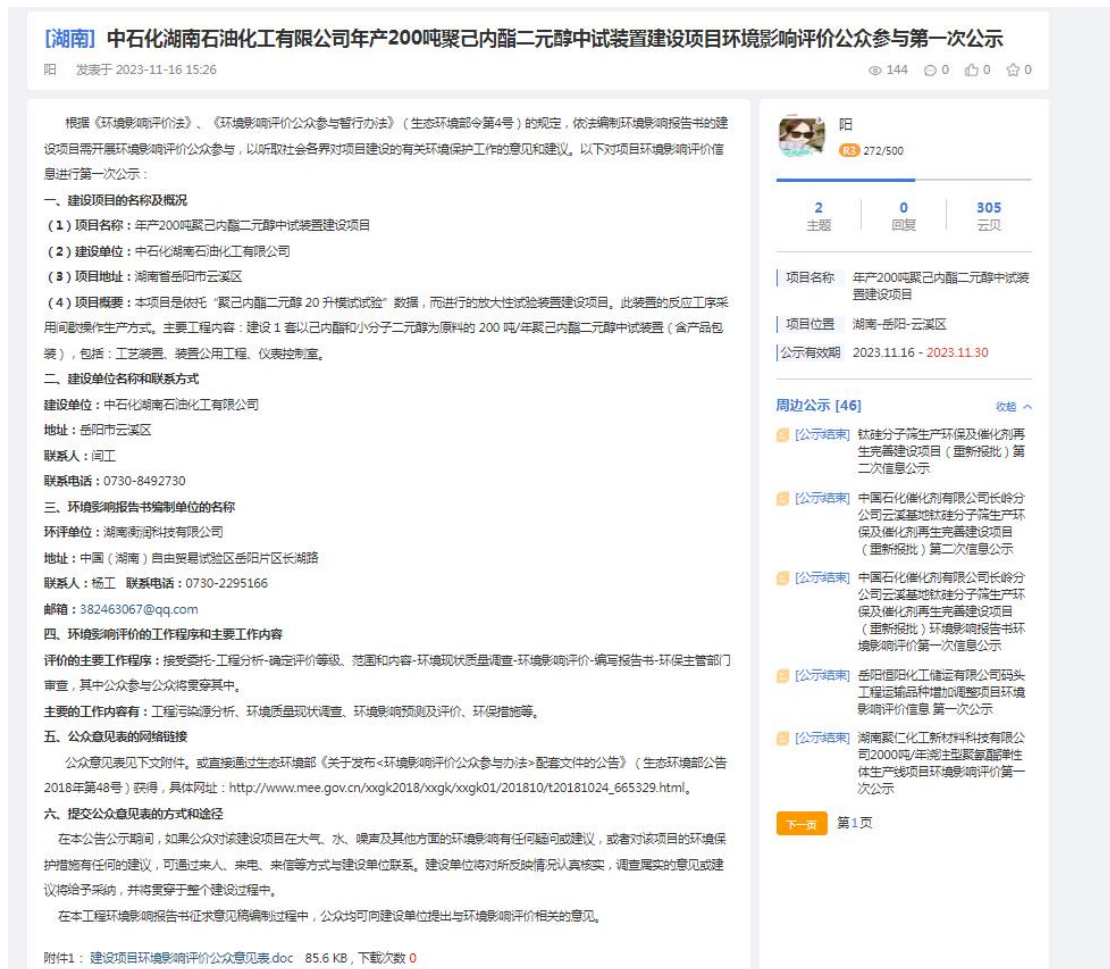 [湖南] 中石化湖南石油化工有限公司年产200吨聚己内酯二元醇中试装置建设项目环境影响评价公众参与第一次公示
阳 发表于 2023-11-16 15:26
144 0 0 0
根据《环境影响评价法》、《环境影响评价公众参与暂行办法》（生态环境部令第4号）的规定，依法编制环境影响报告书的建
设项目需开展环境影响评价公众参与，以听取社会各界对项目建设的有关环境保护工作的意见和建议。以下对项目环境影响评价信
息进行第一次公示：
一、建设项目的名称及概况
（1）项目名称：年产200吨聚己内酯二元醇中试装置建设项目
（2）建设单位：中石化湖南石油化工有限公司
（3）项目地址：湖南省岳阳市云溪区
（4）项目概要：本项目是依托“聚己内酯二元醇 20 升模试试验”数据，而进行的放大性试验装置建设项目。此装置的反应工序采
用间歇操作生产方式。主要工程内容：建设 1 套以己内酯和小分子二元醇为原料的 200 吨/年聚己内酯二元醇中试装置（含产品包
装），包括：工艺装置、装置公用工程、仪表控制室。
二、建设单位名称和联系方式
建设单位：中石化湖南石油化工有限公司
地址：岳阳市云溪区
联系人：闫工
联系电话：0730-8492730
三、环境影响报告书编制单位的名称
环评单位：湖南衡润科技有限公司
地址：中国（湖南）自由贸易试验区岳阳片区长湖路
联系人：杨工 联系电话：0730-2295166
邮箱：382463067@qq.com
四、环境影响评价的工作程序和主要工作内容
评价的主要工作程序：接受委托-工程分析-确定评价等级、范围和内容-环境现状质量调查-环境影响评价-编写报告书-环保主管部门
审查，其中公众参与公众将贯穿其中。
主要的工作内容有：工程污染源分析、环境质量现状调查、环境影响预测及评价、环保措施等。
五、公众意见表的网络链接
公众意见表见下文附件。或直接通过生态环境部《关于发布<环境影响评价公众参与办法>配套文件的公告》（生态环境部公告
2018年第48号）获得，具体网址：http://www.mee.gov.cn/xxgk2018/xxgk/xxgk01/201810/t20181024_665329.html。
六、提交公众意见表的方式和途径
在本公告公示期间，如果公众对该建设项目在大气、水、噪声及其他方面的环境影响有任何疑问或建议，或者对该项目的环境保
护措施有任何的建议，可通过来人、来电、来信等方式与建设单位联系。建设单位将对所反映情况认真核实，调查属实的意见或建
议将给予采纳，并将贯穿于整个建设过程中。
在本工程环境影响报告书征求意见稿编制过程中，公众均可向建设单位提出与环境影响评价相关的意见。
附件1： 建设项目环境影响评价公众意见表.doc 85.6 KB，下载次数 0
阳
R3 272/500
2 0 305
主题 回复 云贝
项目名称 年产200吨聚己内酯二元醇中试装
置建设项目
项目位置 湖南-岳阳-云溪区
公示有效期 2023.11.16 - 2023.11.30
周边公示 [46] 收起
[公示结束] 钛硅分子筛生产环保及催化剂再
生完善建设项目（重新报批）第
二次信息公示
[公示结束] 中国石化催化剂有限公司长岭分
公司云溪基地钛硅分子筛生产环
保及催化剂再生完善建设项目
（重新报批）第二次信息公示
[公示结束] 中国石化催化剂有限公司长岭分
公司云溪基地钛硅分子筛生产环
保及催化剂再生完善建设项目
（重新报批）环境影响报告书环
境影响评价第一次信息公示
[公示结束] 岳阳恒阳化工储运有限公司码头
工程运输品种增加调整项目环境
影响评价信息 第一次公示
[公示结束] 湖南聚仁化工新材料科技有限公
司2000吨/年浇注型聚氨酯弹性
体生产线项目环境影响评价第一
次公示
下一页 第1页